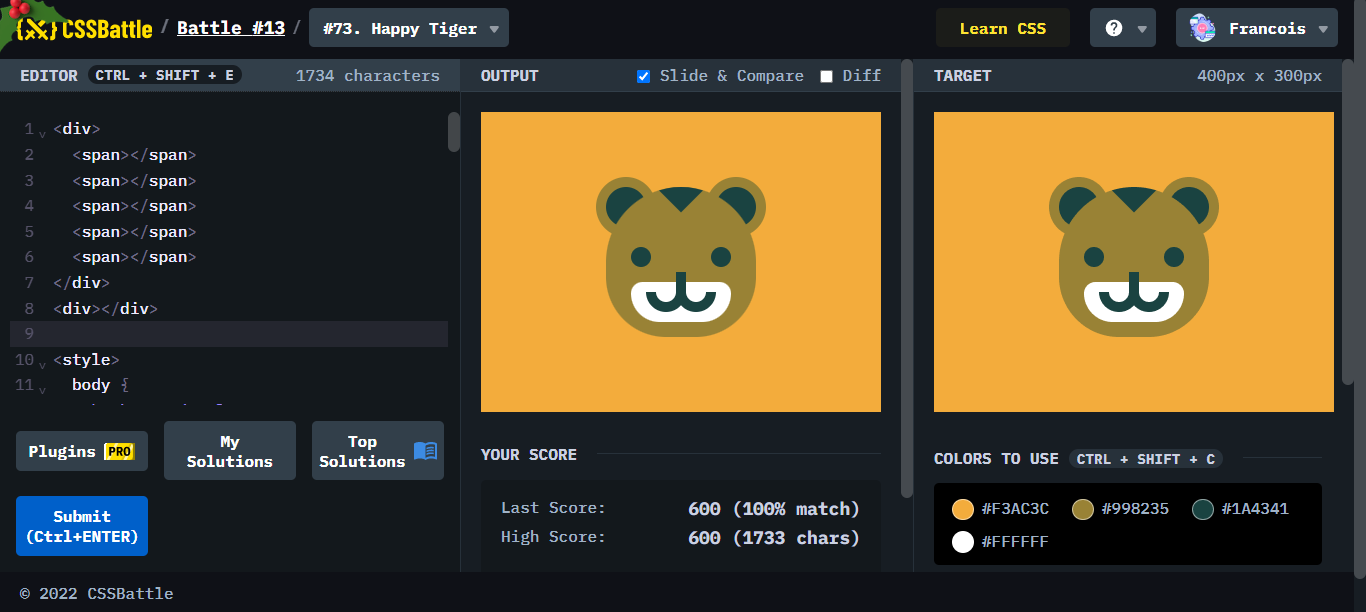 CSSBattle / Battle #13 / #73. Happy Tiger Learn CSS ? Francois
EDITOR CTRL + SHIFT + E 1734 characters
1 <div>
2 <span></span>
3 <span></span>
4 <span></span>
5 <span></span>
6 <span></span>
7 </div>
8 <div></div>
9
10 <style>
11 body {
Plugins PRO
My
Solutions
Top
Solutions
Submit
(Ctrl+ENTER)
OUTPUT Slide & Compare Diff
YOUR SCORE
Last Score: 600 (100% match)
High Score: 600 (1733 chars)
TARGET 400px x 300px
COLORS TO USE CTRL + SHIFT + C
#F3AC3C #998235 #1A4341
#FFFFFF
© 2022 CSSBattle